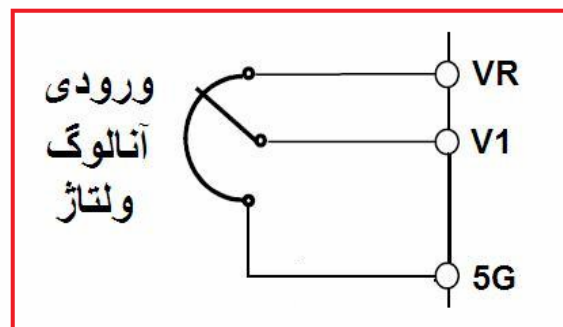 ورودی
آنالوگ
ولتاژ
VR
V1
5G